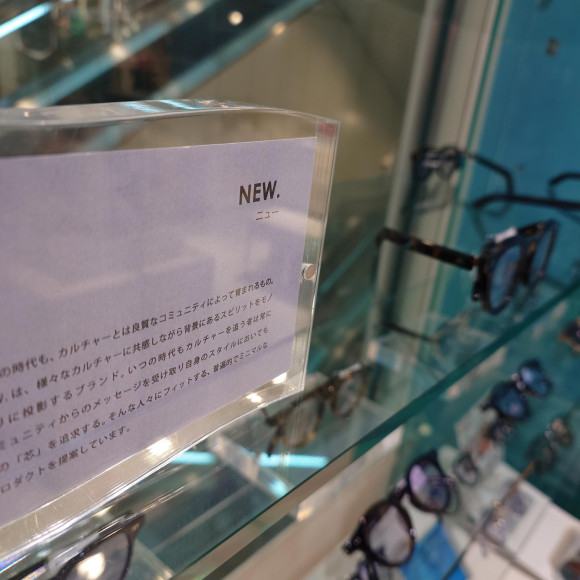 NEW.
ニュー
の時代も、カルチャーとは良質なコミュニティによって育まれるもの。
は、様々なカルチャーに共感しながら背景にあるスピリットをモノ
に投影するブランド。いつの時代もカルチャーを追う者は常に
ミュニティからのメッセージを受け取り自身のスタイルにおいても
の「芯」を追求する。そんな人々にフィットする、普遍的でミニマルな
ロダクトを提案しています。